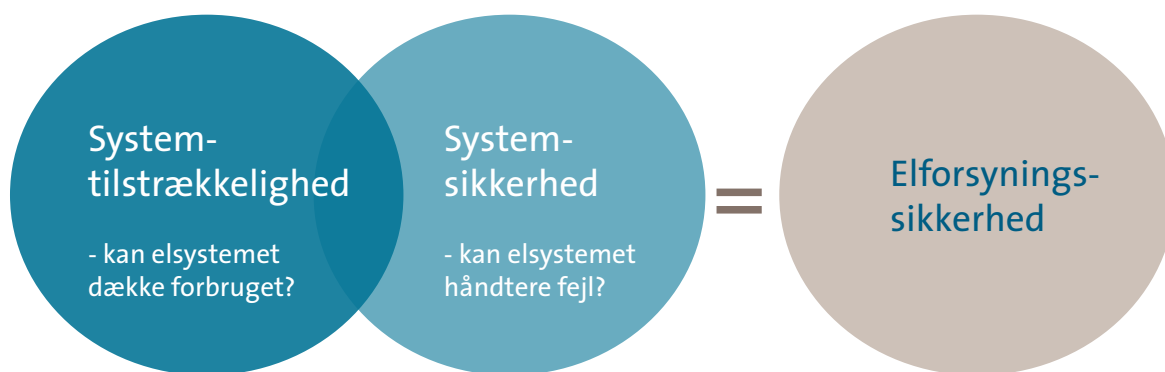 System-
tilstrækkelighed
- kan elsystemet
dække forbruget?
System-
sikkerhed
- kan elsystemet
håndtere fejl?
=
Elforsynings-
sikkerhed